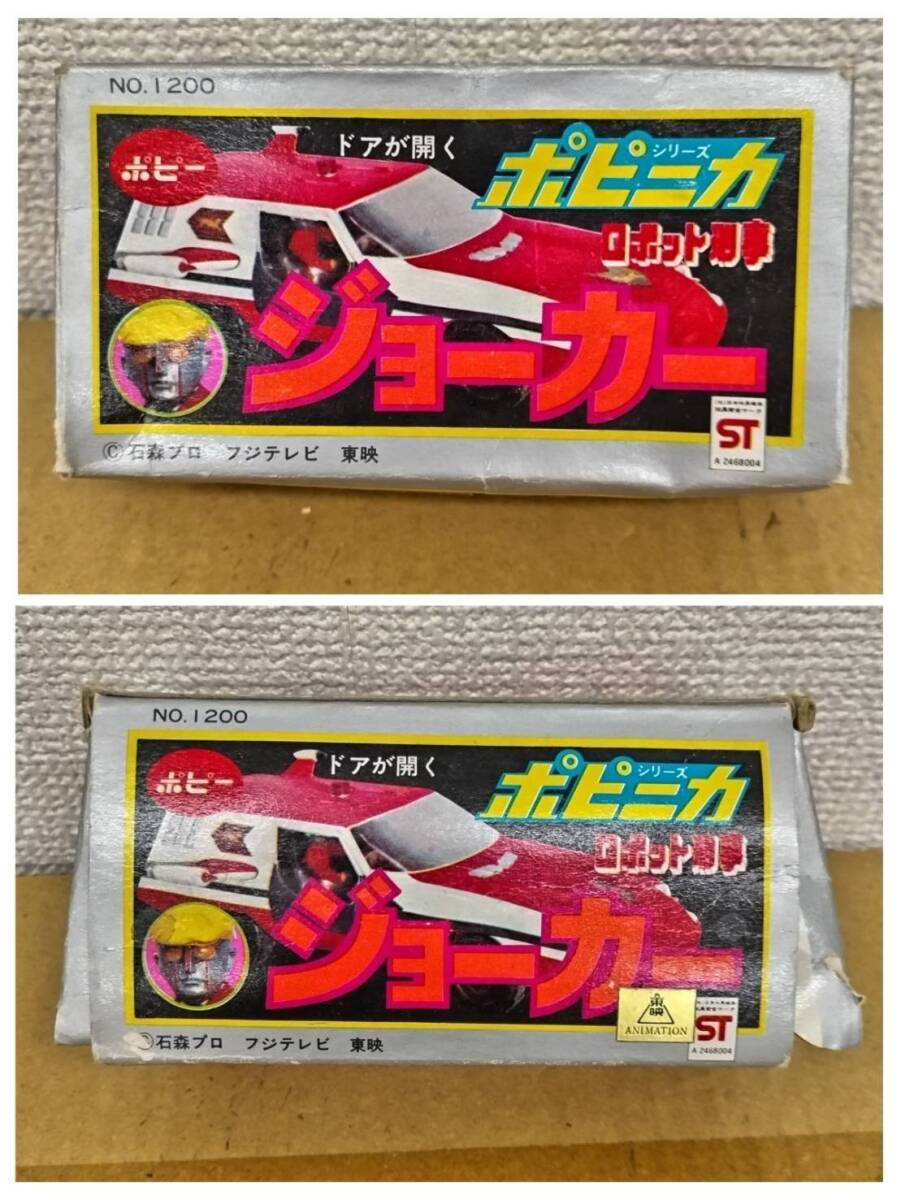 NO.1200
ドアが開く
ポピー
ポピニカ
シリーズ
ロボット刑事
ジョーカー
ST
A 2468004
©石森プロ フジテレビ 東映
NO.1200
ドアが開く
ポピー
ポピニカ
シリーズ
ロボット刑事
ジョーカー
東映
ANIMATION
ST
A 2468004
©石森プロ フジテレビ 東映